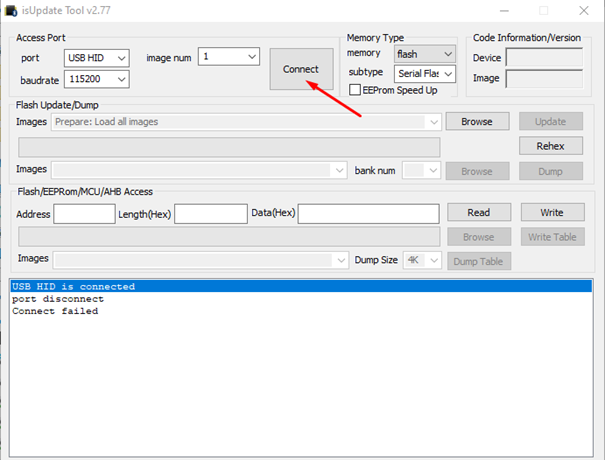 isUpdate Tool v2.77
Access Port
port USB HID image num 1
baudrate 115200
Connect
Memory Type
memory flash
subtype Serial Flas
EEProm Speed Up
Code Information/Version
Device
Image
Flash Update/Dump
Images Prepare: Load all images Browse Update
Rehex
Images bank num Browse Dump
Flash/EEPRom/MCU/AHB Access
Address Length(Hex) Data(Hex) Read Write
Browse Write Table
Images Dump Size 4K Dump Table
USB HID is connected
port disconnect
Connect failed